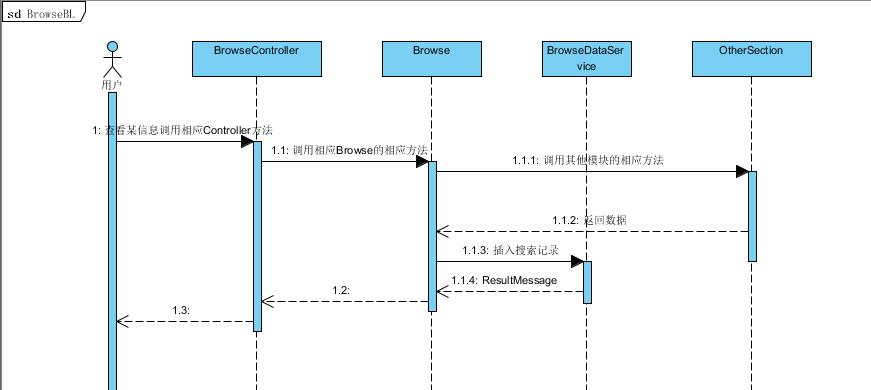 sd BrowseBL
BrowseController
Browse
BrowseDataSer
vice
OtherSection
用户
1: 查看某信息调用相应Controller方法
1.1: 调用相应Browse的相应方法
1.1.1: 调用其他模块的相应方法
1.1.2: 返回数据
1.1.3: 插入搜索记录
1.1.4: ResultMessage
1.2:
1.3: